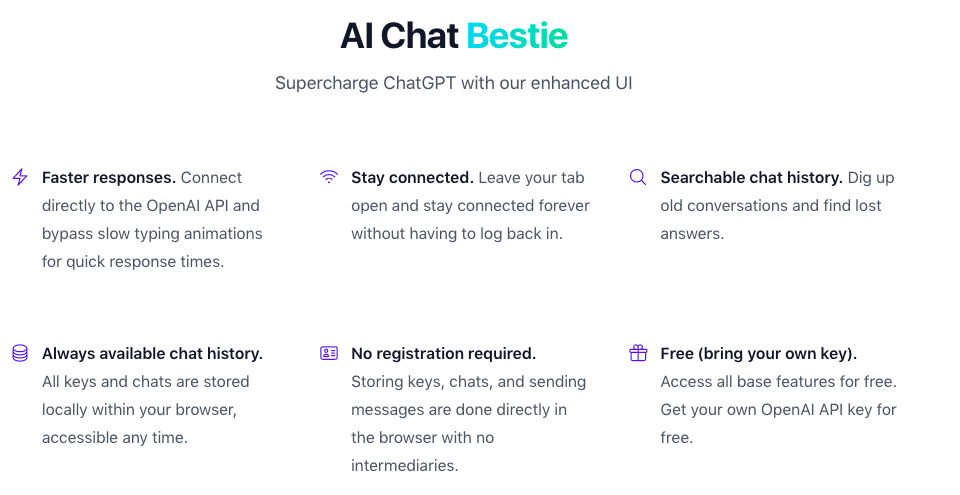 AI Chat Bestie
Supercharge ChatGPT with our enhanced UI
Faster responses. Connect
directly to the OpenAI API and
bypass slow typing animations
for quick response times.
Stay connected. Leave your tab
open and stay connected forever
without having to log back in.
Searchable chat history. Dig up
old conversations and find lost
answers.
Always available chat history.
All keys and chats are stored
locally within your browser,
accessible any time.
No registration required.
Storing keys, chats, and sending
messages are done directly in
the browser with no
intermediaries.
Free (bring your own key).
Access all base features for free.
Get your own OpenAI API key for
free.